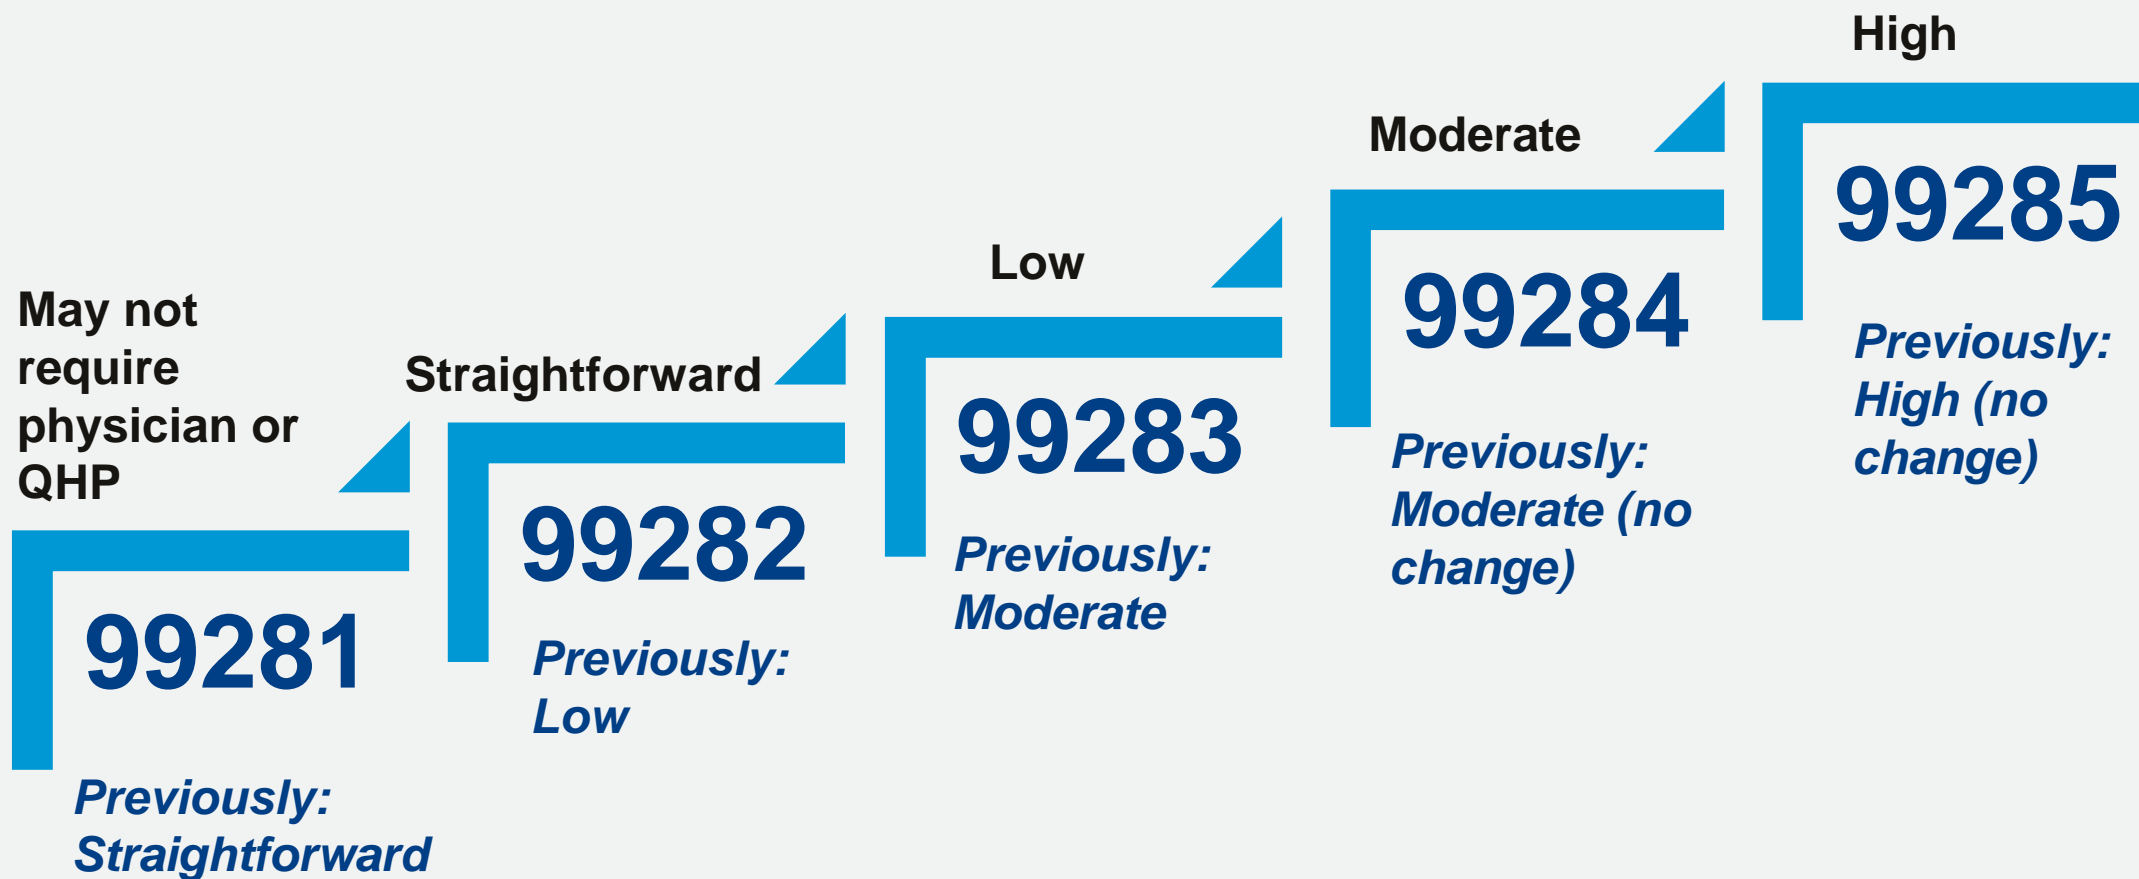 May not
require
physician or
QHP
99281
Previously:
Straightforward
Straightforward
99282
Previously:
Low
Low
99283
Previously:
Moderate
Moderate
99284
Previously:
Moderate (no
change)
High
99285
Previously:
High (no
change)